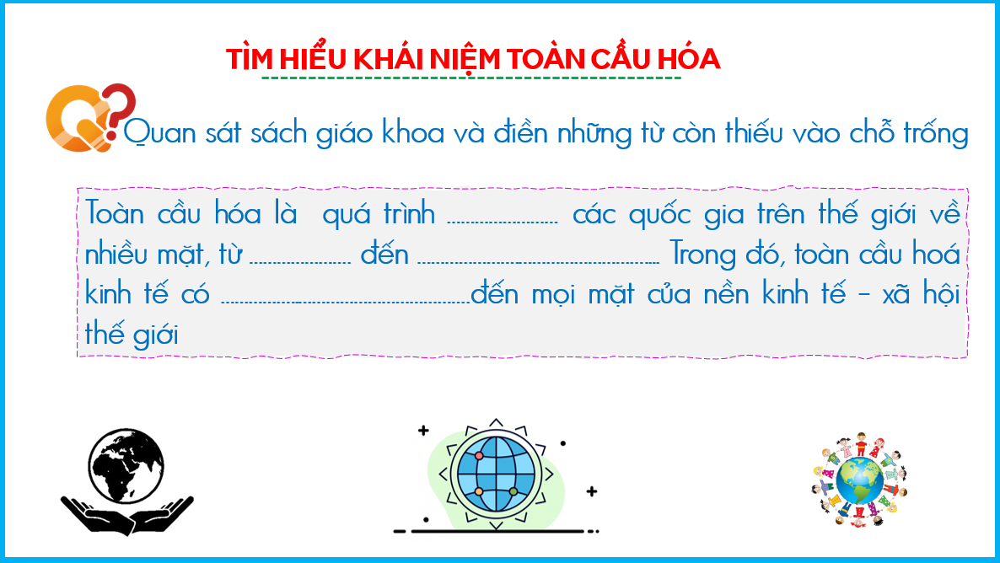 TÌM HIỂU KHÁI NIỆM TOÀN CẦU HÓA
Q?
Quan sát sách giáo khoa và điền những từ còn thiếu vào chỗ trống
Toàn cầu hóa là quá trình ........................ các quốc gia trên thế giới về
nhiều mặt, từ ...................... đến .................................................... Trong đó, toàn cầu hoá
kinh tế có ......................................................đến mọi mặt của nền kinh tế – xã hội
thế giới